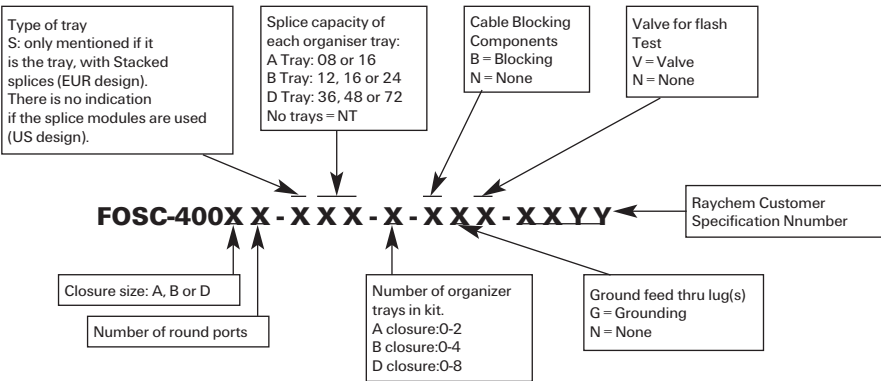 Type of tray
S: only mentioned if it
is the tray, with Stacked
splices (EUR design).
There is no indication
if the splice modules are used
(US design).
Splice capacity of
each organiser tray:
A Tray: 08 or 16
B Tray: 12, 16 or 24
D Tray: 36, 48 or 72
No trays = NT
Cable Blocking
Components
B = Blocking
N = None
Valve for flash
Test
V = Valve
N = None
FOSC-400X X - X X X - X - X X X - X X Y Y
Raychem Customer
Specification Nnumber
Closure size: A, B or D
Number of round ports
Number of organizer
trays in kit.
A closure:0-2
B closure:0-4
D closure:0-8
Ground feed thru lug(s)
G = Grounding
N = None